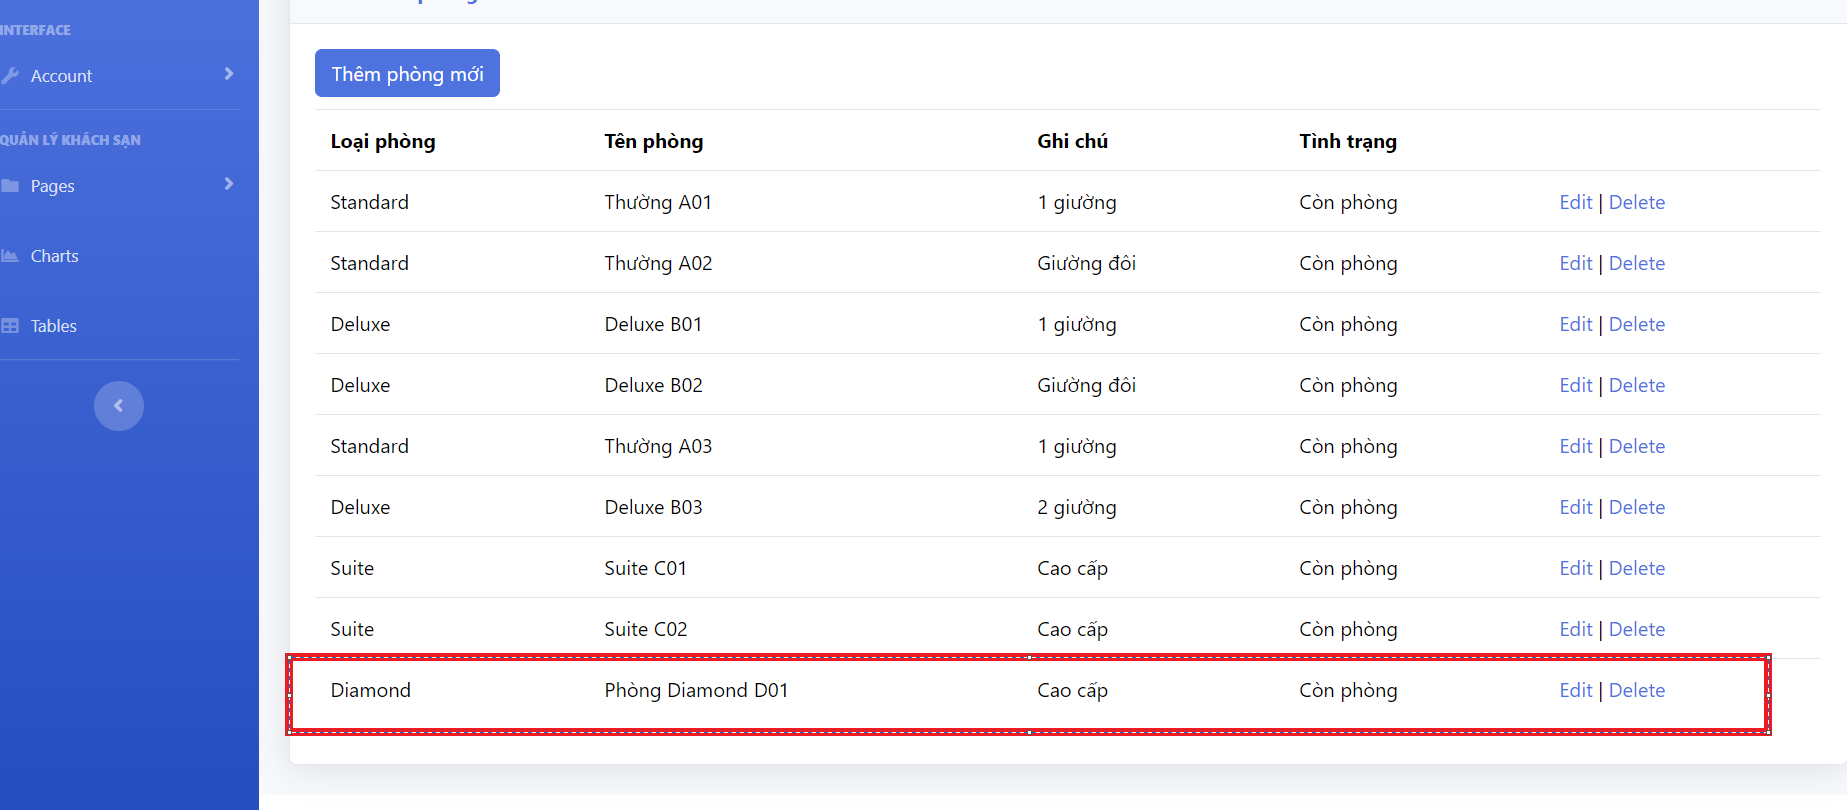 INTERFACE
Account
QUẢN LÝ KHÁCH SẠN
Pages
Charts
Tables
Thêm phòng mới
Loại phòng Tên phòng Ghi chú Tình trạng
Standard Thường A01 1 giường Còn phòng Edit | Delete
Standard Thường A02 Giường đôi Còn phòng Edit | Delete
Deluxe Deluxe B01 1 giường Còn phòng Edit | Delete
Deluxe Deluxe B02 Giường đôi Còn phòng Edit | Delete
Standard Thường A03 1 giường Còn phòng Edit | Delete
Deluxe Deluxe B03 2 giường Còn phòng Edit | Delete
Suite Suite C01 Cao cấp Còn phòng Edit | Delete
Suite Suite C02 Cao cấp Còn phòng Edit | Delete
Diamond Phòng Diamond D01 Cao cấp Còn phòng Edit | Delete